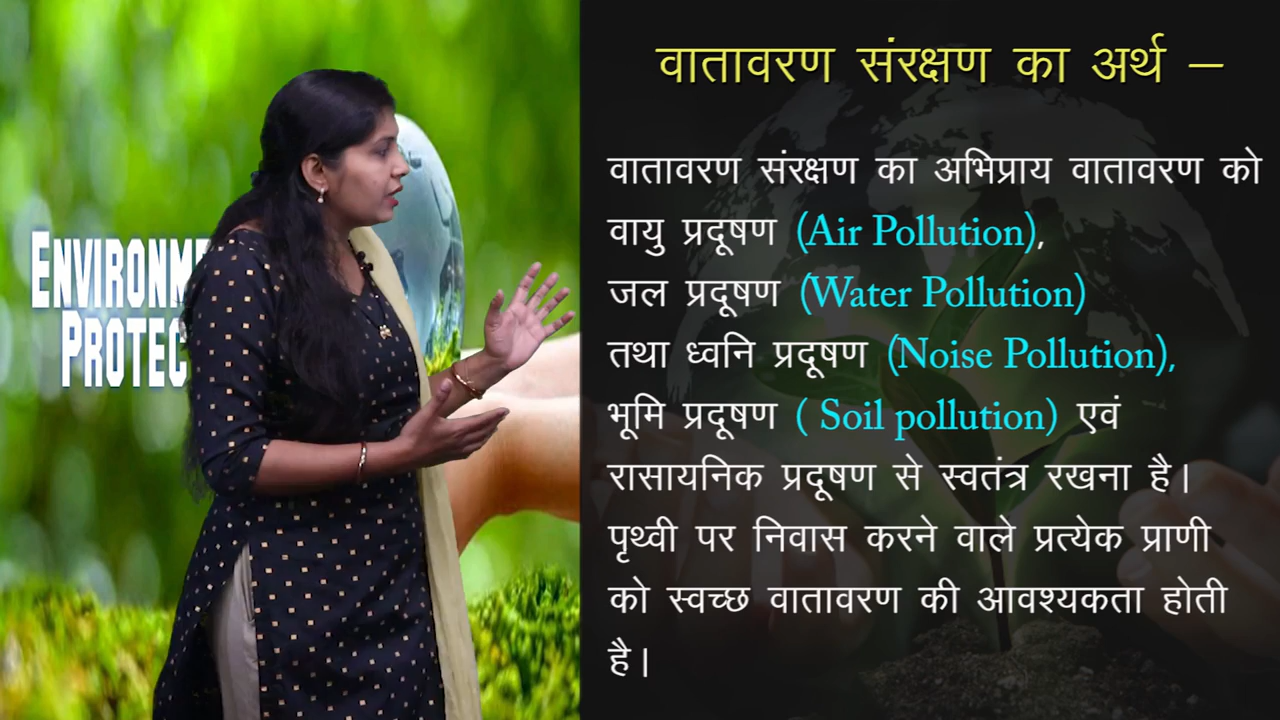 ENVIRONM
PROTEC
वातावरण संरक्षण का अर्थ –
वातावरण संरक्षण का अभिप्राय वातावरण को
वायु प्रदूषण (Air Pollution),
जल प्रदूषण (Water Pollution)
तथा ध्वनि प्रदूषण (Noise Pollution),
भूमि प्रदूषण ( Soil pollution) एवं
रासायनिक प्रदूषण से स्वतंत्र रखना है।
पृथ्वी पर निवास करने वाले प्रत्येक प्राणी
को स्वच्छ वातावरण की आवश्यकता होती
है।